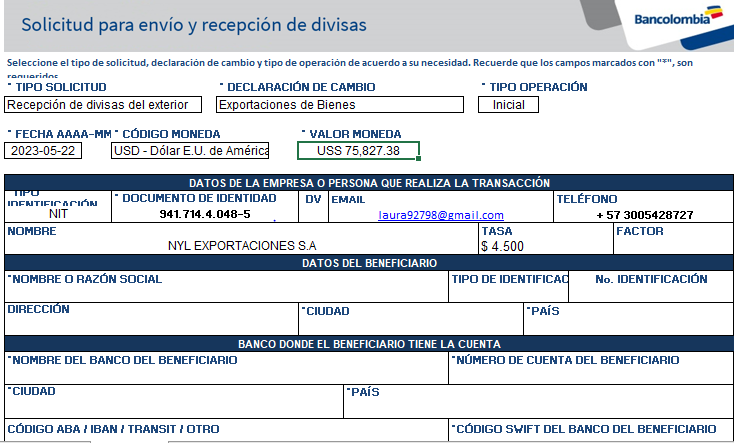 Solicitud para envío y recepción de divisas
Bancolombia
Seleccione el tipo de solicitud, declaración de cambio y tipo de operación de acuerdo a su necesidad. Recuerde que los campos marcados con "*", son
requeridos
* TIPO SOLICITUD * DECLARACIÓN DE CAMBIO * TIPO OPERACIÓN
Recepción de divisas del exterior Exportaciones de Bienes Inicial
* FECHA AAAA-MM * CÓDIGO MONEDA * VALOR MONEDA
2023-05-22 USD - Dólar E.U. de América USS 75,827.38
DATOS DE LA EMPRESA O PERSONA QUE REALIZA LA TRANSACCIÓN
TIPO IDENTIFICACIÓN * DOCUMENTO DE IDENTIDAD DV EMAIL TELÉFONO
NIT 941.714.4.048-5 laura92798@gmail.com + 57 3005428727
NOMBRE TASA FACTOR
NYL EXPORTACIONES S.A $ 4.500
DATOS DEL BENEFICIARIO
*NOMBRE O RAZÓN SOCIAL TIPO DE IDENTIFICAC No. IDENTIFICACIÓN
DIRECCIÓN *CIUDAD *PAÍS
BANCO DONDE EL BENEFICIARIO TIENE LA CUENTA
*NOMBRE DEL BANCO DEL BENEFICIARIO *NÚMERO DE CUENTA DEL BENEFICIARIO
*CIUDAD *PAÍS
CÓDIGO ABA / IBAN / TRANSIT / OTRO *CÓDIGO SWIFT DEL BANCO DEL BENEFICIARIO